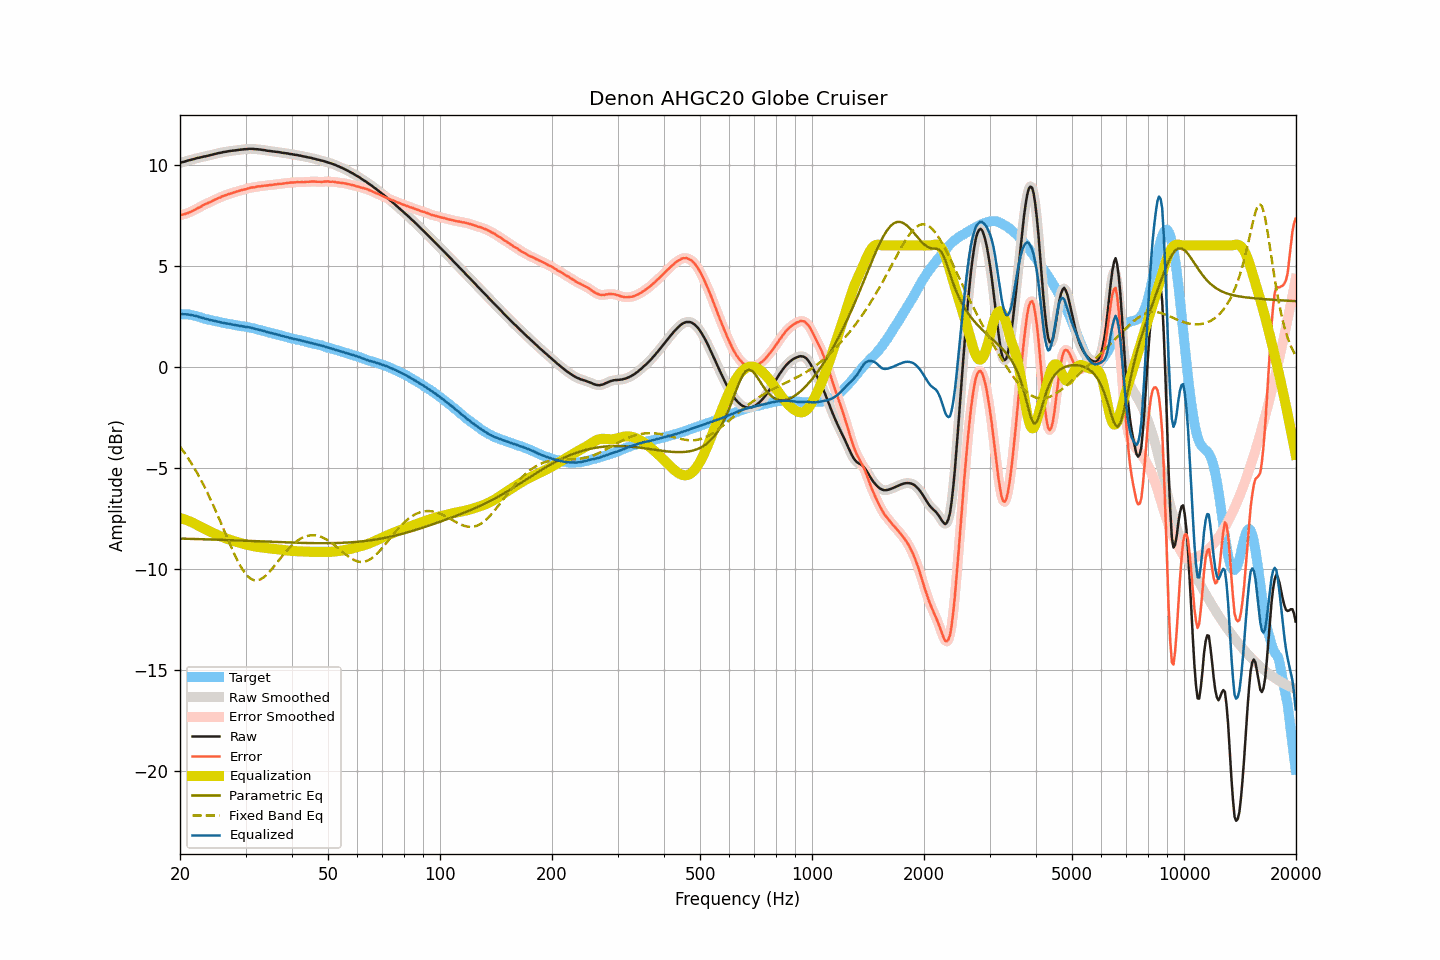 Denon AHGC20 Globe Cruiser
Amplitude (dBr)
10
5
0
−5
−10
−15
−20
Target
Raw Smoothed
Error Smoothed
Raw
Error
Equalization
Parametric Eq
Fixed Band Eq
Equalized
20 50 100 200 500 1000 2000 5000 10000 20000
Frequency (Hz)